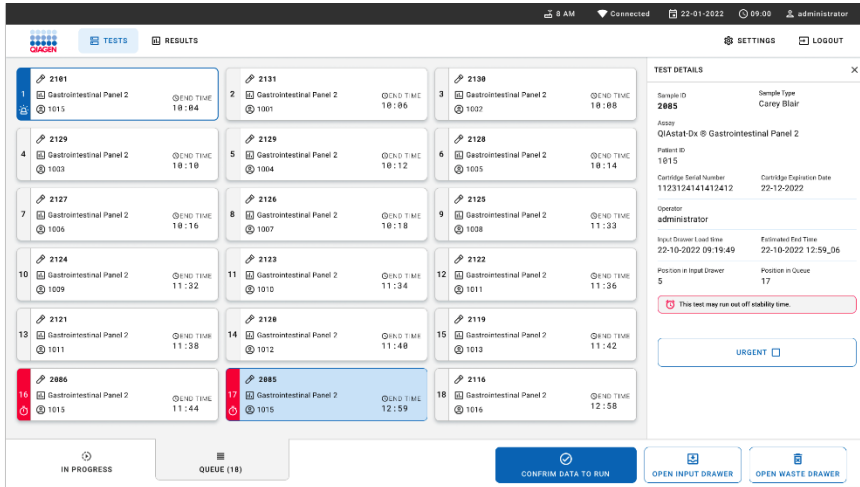 8 AM Connected 22-01-2022 09:00 administrator
QIAGEN TESTS RESULTS SETTINGS LOGOUT
1 2101 Gastrointestinal Panel 2 1015 END TIME 10:04
2 2131 Gastrointestinal Panel 2 1001 END TIME 10:06
3 2130 Gastrointestinal Panel 2 1002 END TIME 10:08
4 2129 Gastrointestinal Panel 2 1003 END TIME 10:10
5 2129 Gastrointestinal Panel 2 1004 END TIME 10:12
6 2128 Gastrointestinal Panel 2 1005 END TIME 10:14
7 2127 Gastrointestinal Panel 2 1006 END TIME 10:16
8 2126 Gastrointestinal Panel 2 1007 END TIME 10:18
9 2125 Gastrointestinal Panel 2 1008 END TIME 11:33
10 2124 Gastrointestinal Panel 2 1009 END TIME 11:32
11 2123 Gastrointestinal Panel 2 1010 END TIME 11:34
12 2122 Gastrointestinal Panel 2 1011 END TIME 11:36
13 2121 Gastrointestinal Panel 2 1011 END TIME 11:38
14 2120 Gastrointestinal Panel 2 1012 END TIME 11:40
15 2119 Gastrointestinal Panel 2 1013 END TIME 11:42
16 2086 Gastrointestinal Panel 2 1015 END TIME 11:44
17 2085 Gastrointestinal Panel 2 1015 END TIME 12:59
18 2116 Gastrointestinal Panel 2 1016 END TIME 12:58
TEST DETAILS
Sample ID Sample Type
2085 Carey Blair
Assay
QIAstat-Dx ® Gastrointestinal Panel 2
Patient ID
1015
Cartridge Serial Number Cartridge Expiration Date
1123124141412412 22-12-2022
Operator
administrator
Input Drawer Load time Estimated End Time
22-10-2022 09:19:49 22-10-2022 12:59_06
Position in Input Drawer Position in Queue
5 17
This test may run out off stability time.
URGENT
IN PROGRESS QUEUE (18) CONFRIM DATA TO RUN OPEN INPUT DRAWER OPEN WASTE DRAWER